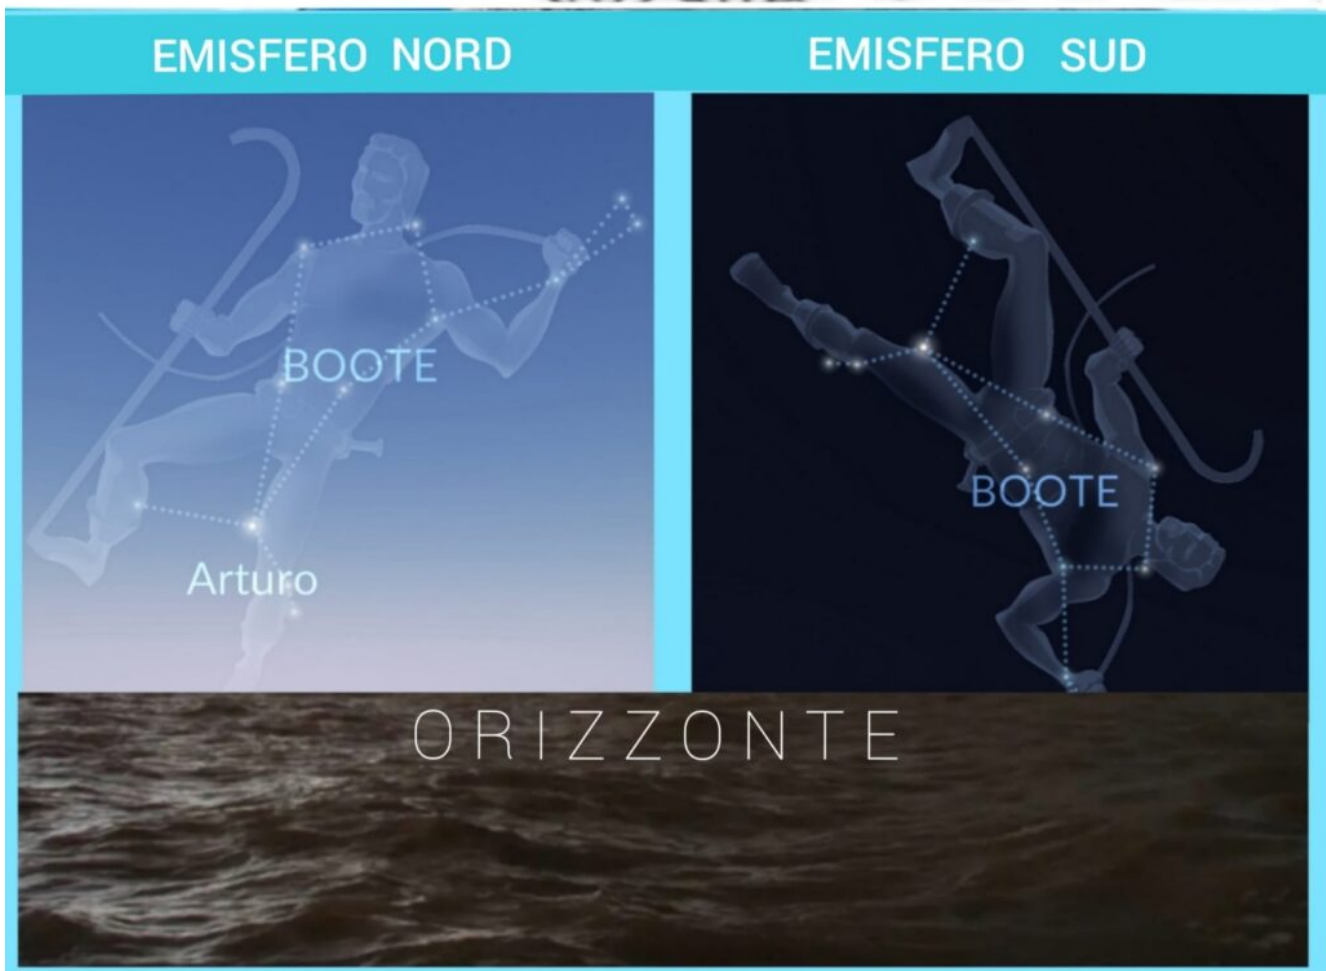 EMISFERO NORD
EMISFERO SUD
BOOTE
BOOTE
Arturo
ORIZZONTE